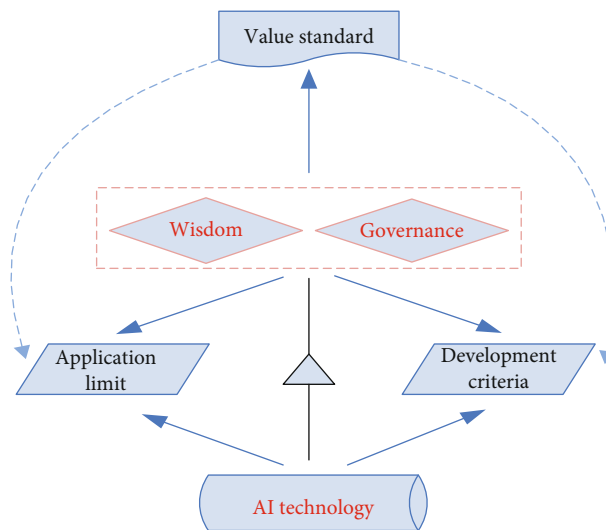 Value standard
Wisdom
Governance
Application
limit
Development
criteria
AI technology